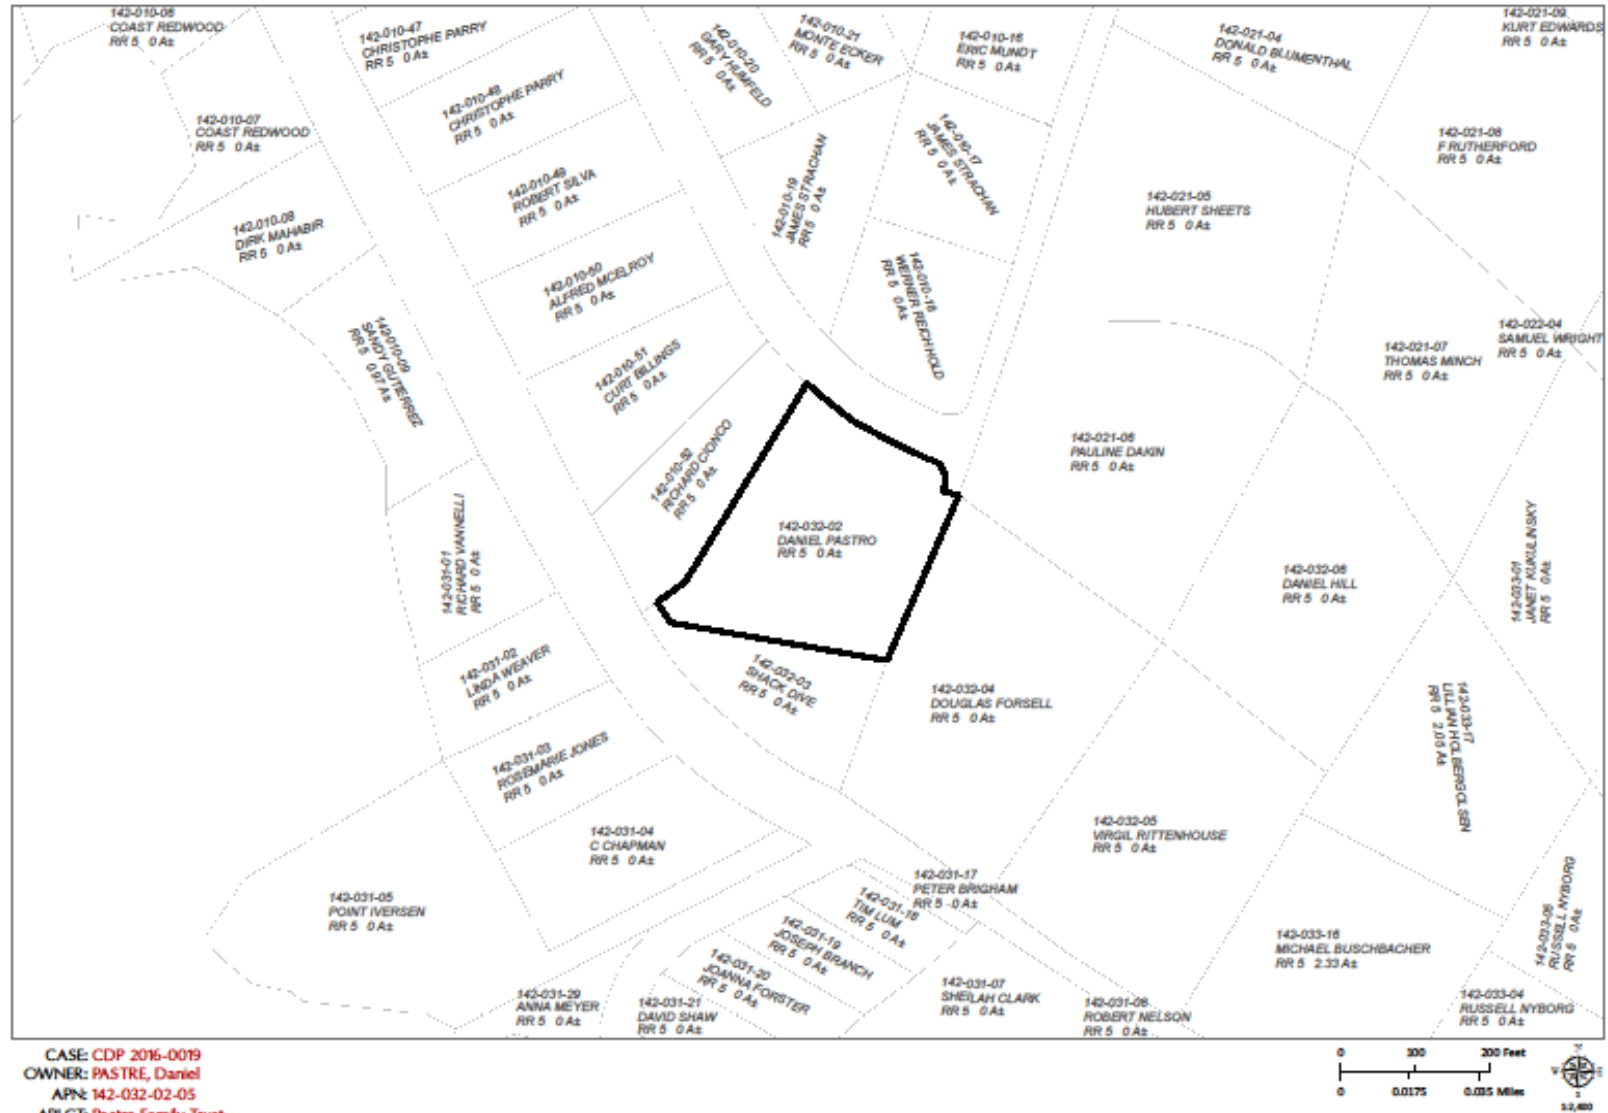 142-010-06
COAST REDWOOD
RR 5 0 A±
142-010-47
CHRISTOPHE PARRY
RR 5 0 A±
142-010-20
GARY HUMFELD
RR 5 0 A±
142-010-21
MONTE ECKER
RR 5 0 A±
142-010-16
ERIC MUNDT
RR 5 0 A±
142-021-04
DONALD BLUMENTHAL
RR 5 0 A±
142-021-09
KURT EDWARDS
RR 5 0 A±
142-010-07
COAST REDWOOD
RR 5 0 A±
142-010-48
CHRISTOPHE PARRY
RR 5 0 A±
142-010-17
JAMES STRACHAN
RR 5 0 A±
142-021-08
F RUTHERFORD
RR 5 0 A±
142-010-08
DIRK MAHABIR
RR 5 0 A±
142-010-49
ROBERT SILVA
RR 5 0 A±
142-010-19
JAMES STRACHAN
RR 5 0 A±
142-021-05
HUBERT SHEETS
RR 5 0 A±
142-010-50
ALFRED MCELROY
RR 5 0 A±
142-010-18
WERNER REICHHOLD
RR 5 0 A±
142-010-09
SANDY GUTIERREZ
RR 5 0.97 A±
142-010-51
CURT BILLINGS
RR 5 0 A±
142-021-07
THOMAS MINCH
RR 5 0 A±
142-022-04
SAMUEL WRIGHT
RR 5 0 A±
142-010-52
RICHARD CIONCO
RR 5 0 A±
142-021-06
PAULINE DAKIN
RR 5 0 A±
142-031-01
RICHARD VANNELLI
RR 5 0 A±
142-032-02
DANIEL PASTRO
RR 5 0 A±
142-032-06
DANIEL HILL
RR 5 0 A±
142-033-01
JANET KUKULINSKY
RR 5 0 A±
142-031-02
LINDA WEAVER
RR 5 0 A±
142-032-03
SHACK DIVE
RR 5 0 A±
142-032-04
DOUGLAS FORSELL
RR 5 0 A±
142-033-17
RR 5 2.05 A±
142-031-03
ROSEMARIE JONES
RR 5 0 A±
142-031-04
C CHAPMAN
RR 5 0 A±
142-032-05
VIRGIL RITTENHOUSE
RR 5 0 A±
142-031-05
POINT IVERSEN
RR 5 0 A±
142-031-17
PETER BRIGHAM
RR 5 0 A±
142-031-18
TIM LUM
RR 5 0 A±
142-031-19
JOSEPH BRANCH
RR 5 0 A±
142-031-20
JOANNA FORSTER
RR 5 0 A±
142-033-16
MICHAEL BUSCHBACHER
RR 5 2.33 A±
RUSSELL NYBORG
RR 5 0 A±
142-031-29
ANNA MEYER
RR 5 0 A±
142-031-21
DAVID SHAW
RR 5 0 A±
142-031-07
SHEILAH CLARK
RR 5 0 A±
142-031-08
ROBERT NELSON
RR 5 0 A±
142-033-04
RUSSELL NYBORG
RR 5 0 A±
CASE: CDP 2016-0019
OWNER: PASTRE, Daniel
APN: 142-032-02-05
APLCT: Pastre Family Trust
0 100 200 Feet
0 0.0175 0.035 Miles
1:2,400